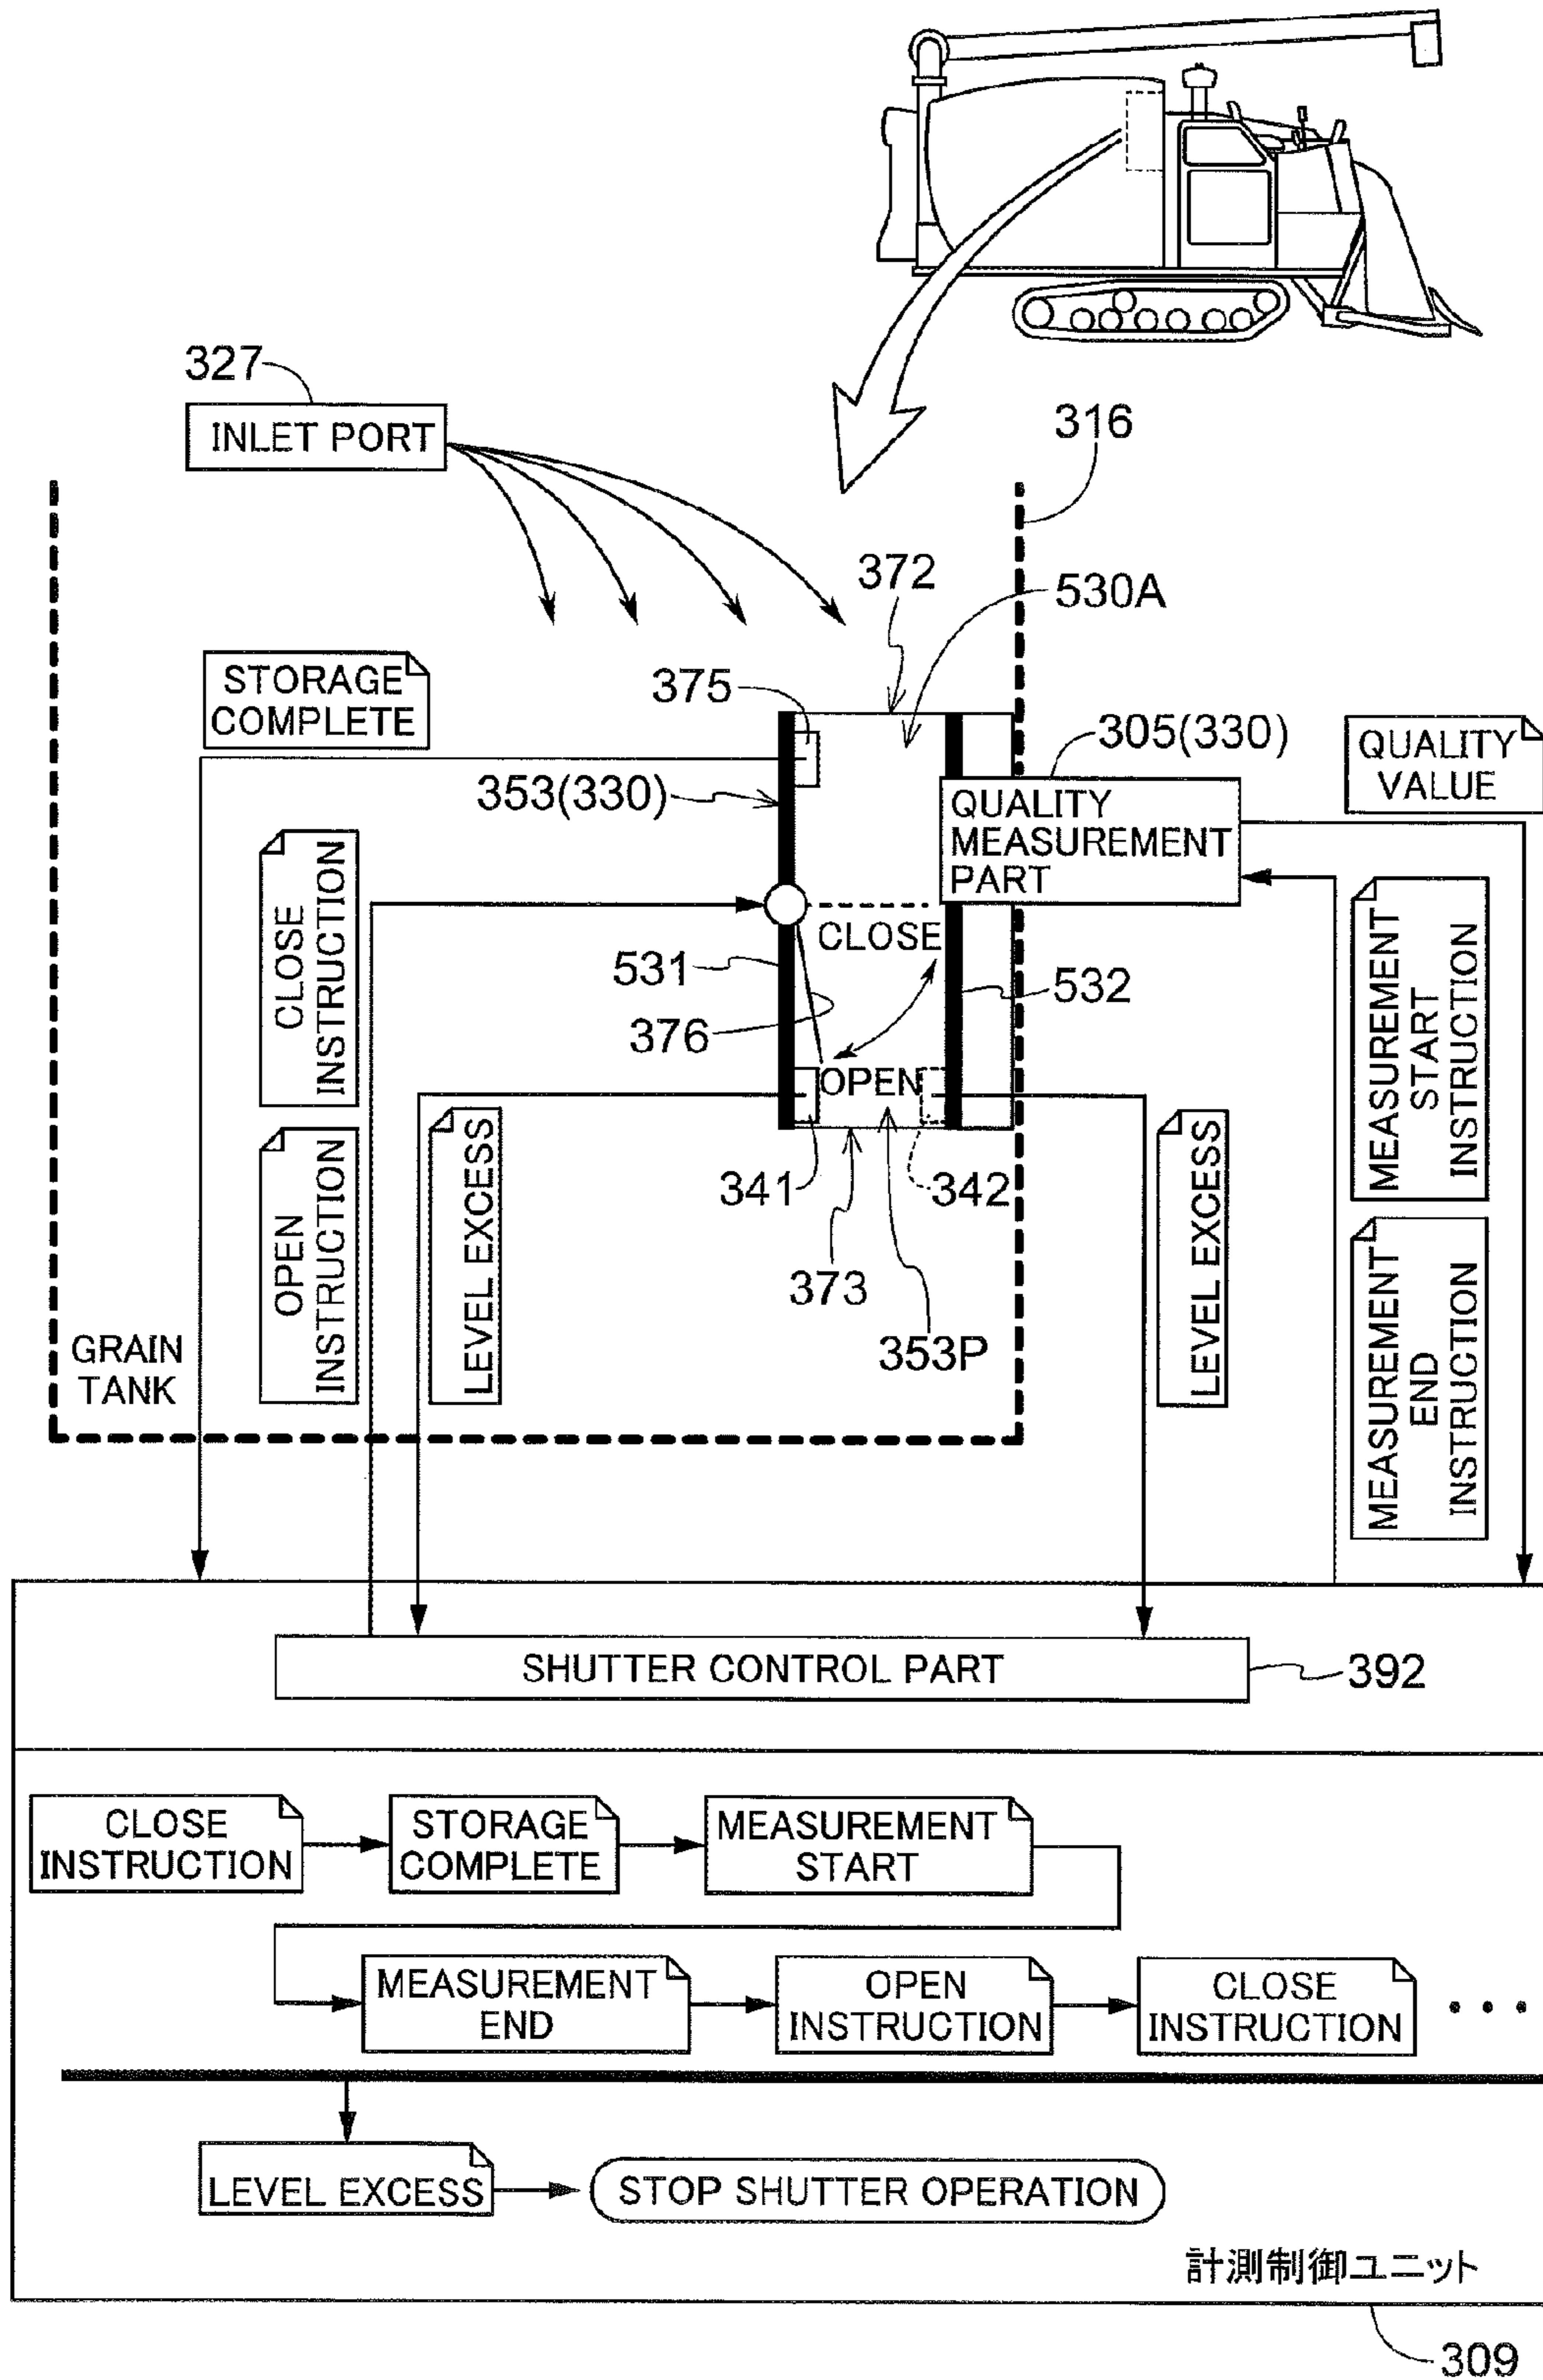 327
INLET PORT
316
372
530A
STORAGE
COMPLETE
375
305(330)
QUALITY
VALUE
353(330)
QUALITY
MEASUREMENT
PART
CLOSE
INSTRUCTION
CLOSE
531
532
376
MEASUREMENT
START
INSTRUCTION
OPEN
OPEN
INSTRUCTION
LEVEL EXCESS
341
342
LEVEL EXCESS
373
353P
MEASUREMENT
END
INSTRUCTION
GRAIN
TANK
SHUTTER CONTROL PART
392
CLOSE
INSTRUCTION
STORAGE
COMPLETE
MEASUREMENT
START
MEASUREMENT
END
OPEN
INSTRUCTION
CLOSE
INSTRUCTION
• • •
LEVEL EXCESS
STOP SHUTTER OPERATION
計測制御ユニット
309